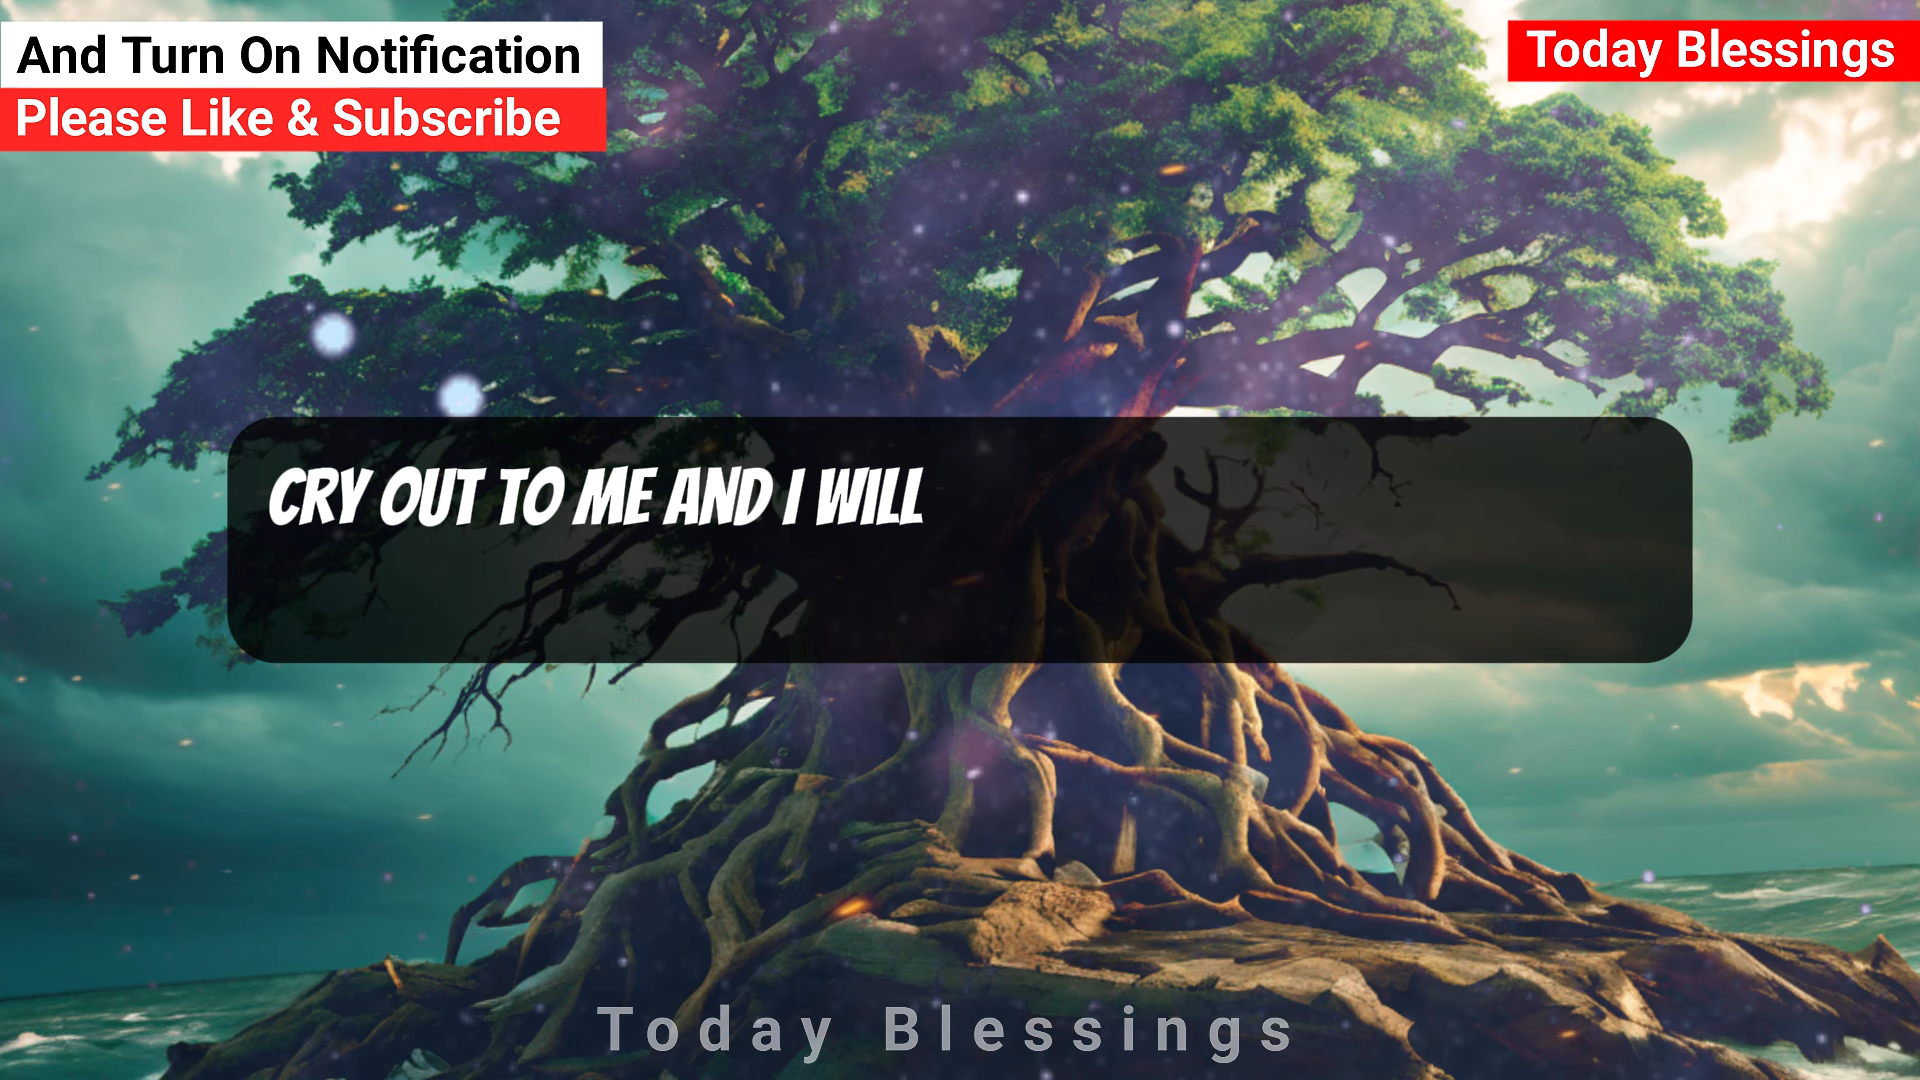 And Turn On Notification
Please Like & Subscribe
Today Blessings
CRY OUT TO ME AND I WILL
Today Blessings